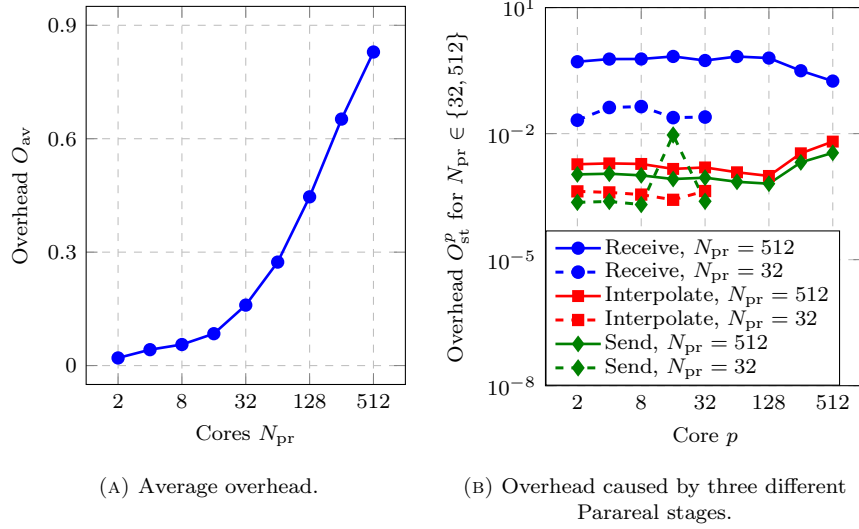 0.9
0.6
0.3
0
Overhead O_av
2 8 32 128 512
Cores N_pr
(A) Average overhead.
10^1
10^−2
10^−5
10^−8
Overhead O^p_st for N_pr ∈ {32, 512}
Receive, N_pr = 512
Receive, N_pr = 32
Interpolate, N_pr = 512
Interpolate, N_pr = 32
Send, N_pr = 512
Send, N_pr = 32
2 8 32 128 512
Core p
(B) Overhead caused by three different
Parareal stages.